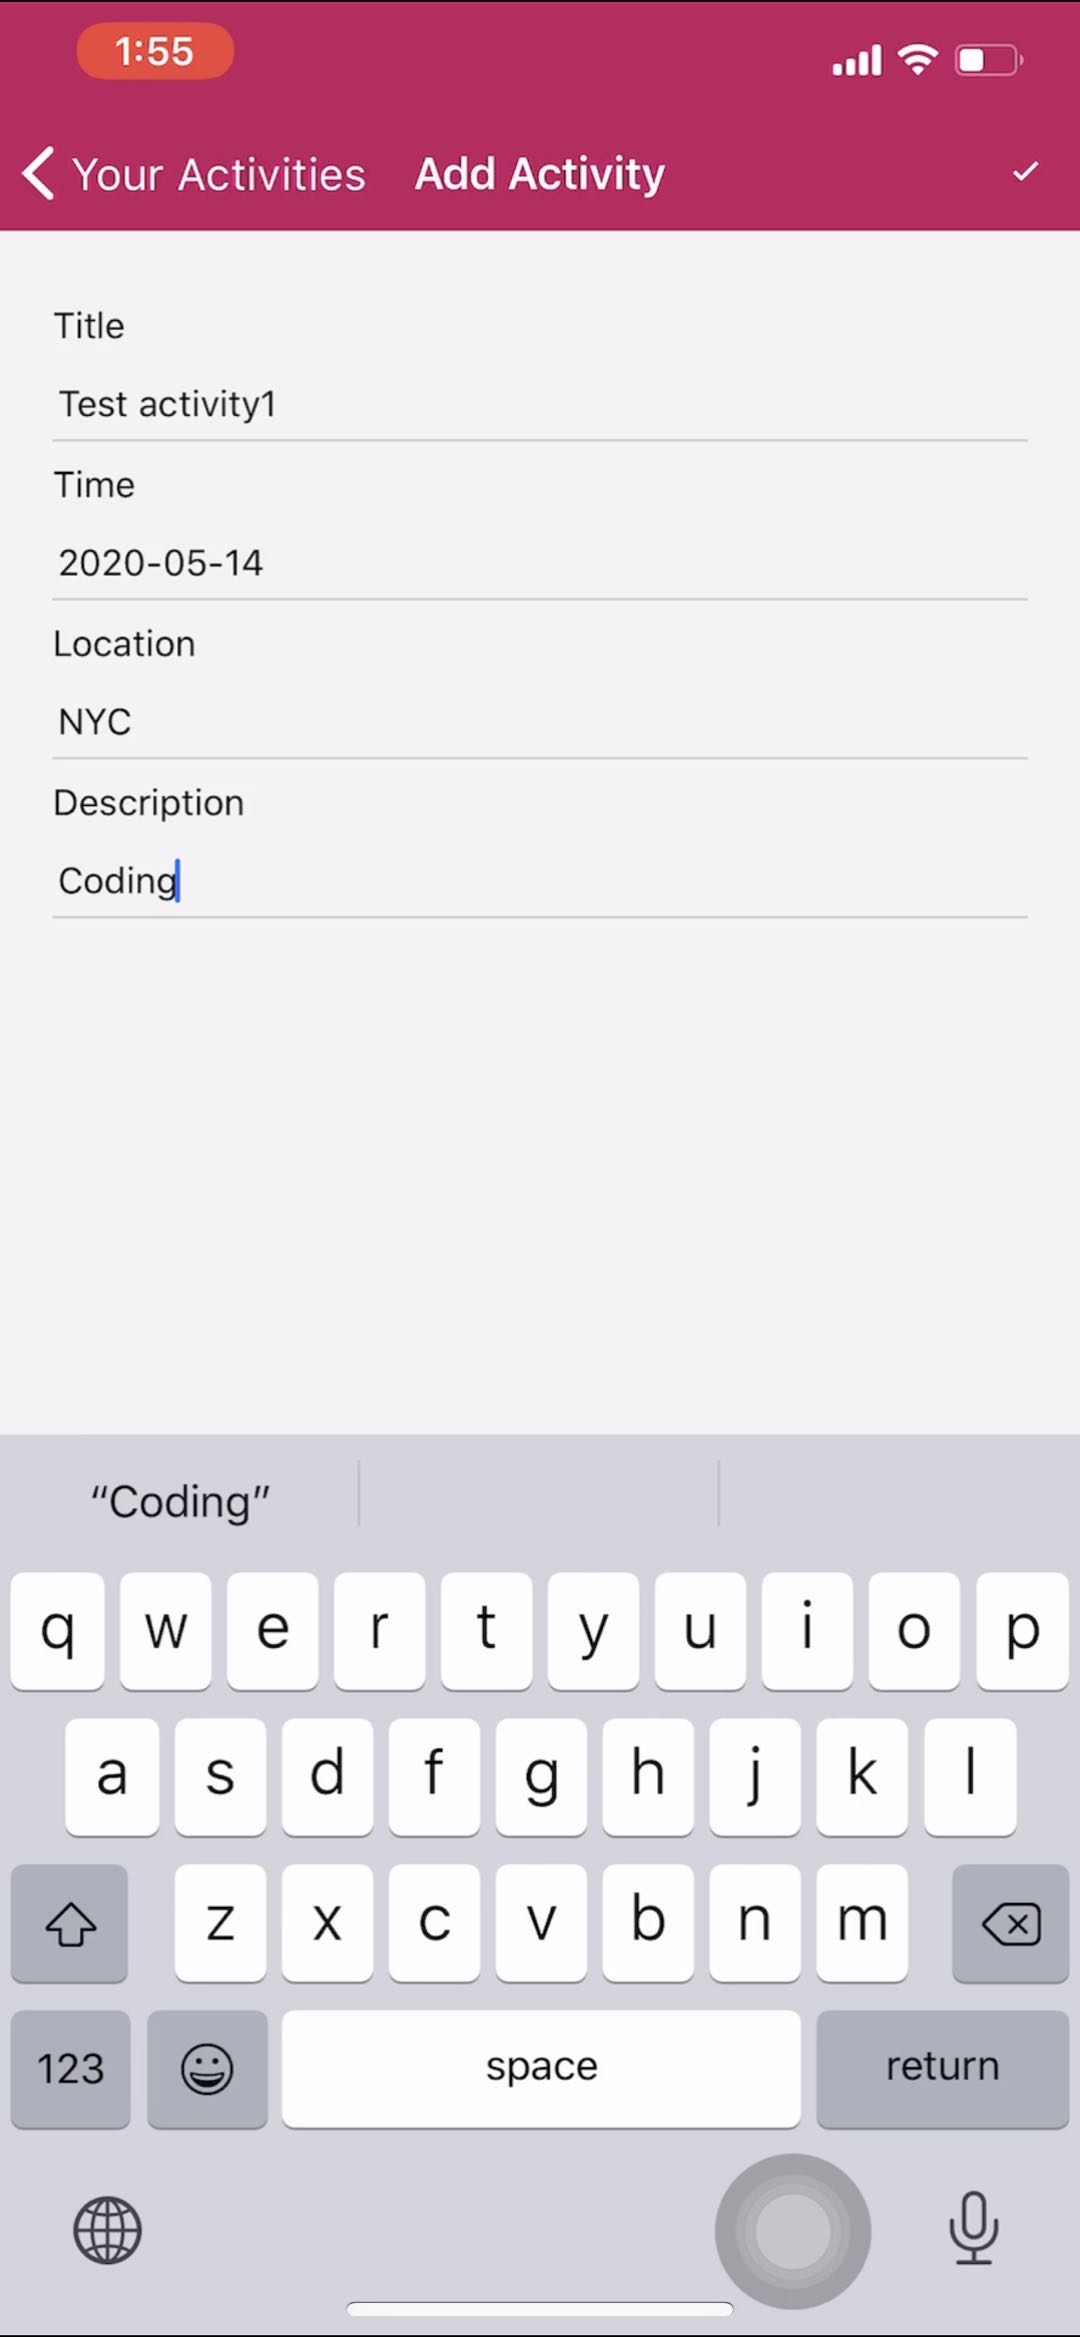 1:55
Your Activities Add Activity
Title
Test activity1
Time
2020-05-14
Location
NYC
Description
Coding
“Coding”
q w e r t y u i o p
a s d f g h j k l
z x c v b n m
123 space return